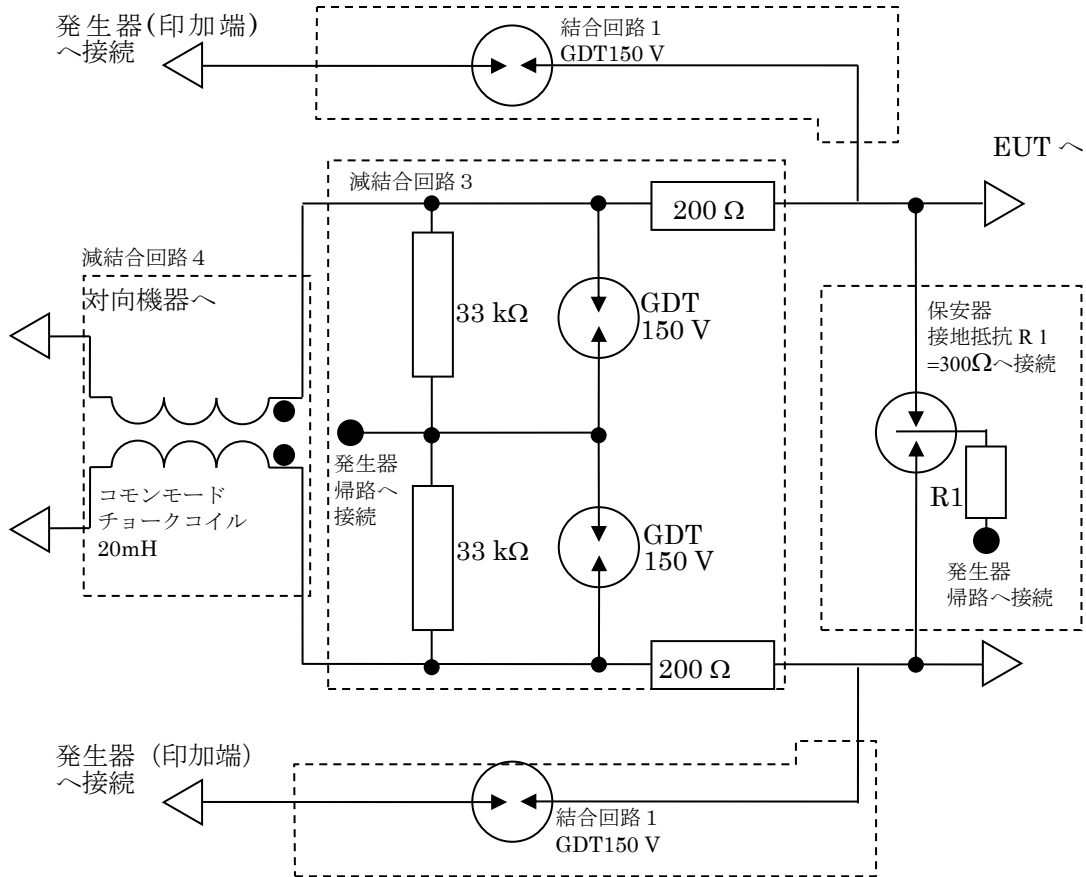 発生器(印加端)
へ接続
結合回路1
GDT150 V
EUT へ
減結合回路3
200 Ω
減結合回路4
対向機器へ
33 kΩ
GDT
150 V
保安器
接地抵抗 R 1
=300Ωへ接続
発生器
帰路へ
接続
R1
コモンモード
チョークコイル
20mH
33 kΩ
GDT
150 V
発生器
帰路へ接続
200 Ω
発生器（印加端)
へ接続
結合回路1
GDT150 V